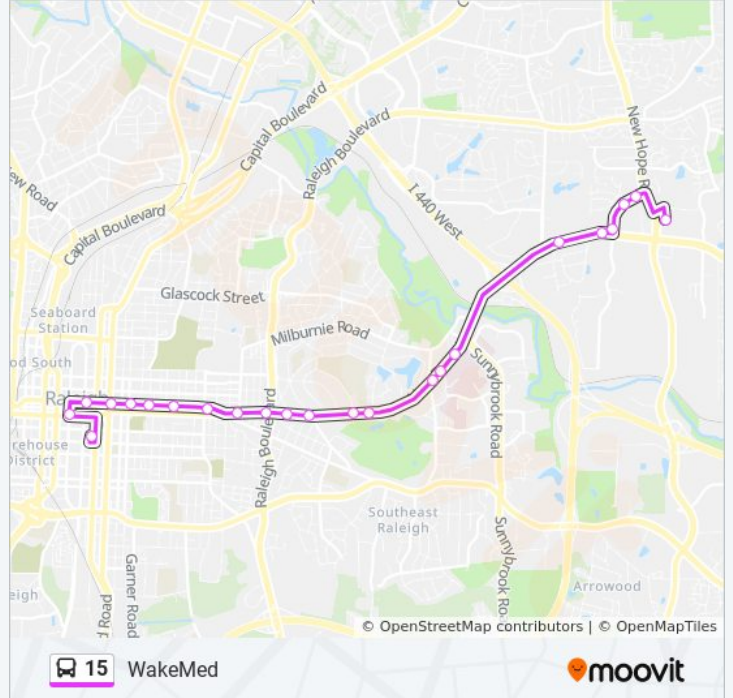 New Hope R
Capital Boulevard
Raleigh Boulevard
ew Road
I 440 West
Capital Boulevard
Glascock Street
Seaboard
Station
Milburnie Road
od South
Sunnybrook Road
Raleigh
Raleigh Boulevard
rehouse
District
Southeast
Raleigh
Sunnybrook Ro
Garner Road
Arrowood
eigh
p Road
© OpenStreetMap contributors | © OpenMapTiles
15 WakeMed
moovit